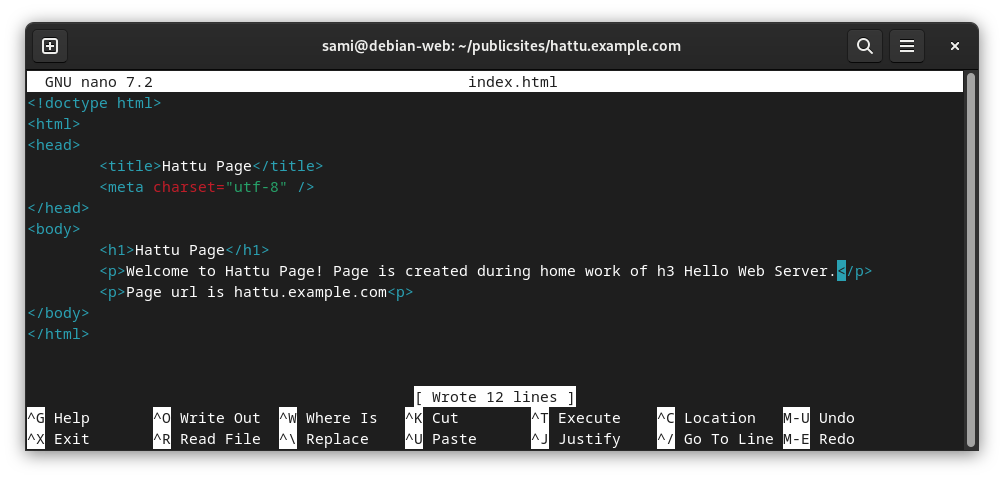 sami@debian-web: ~/publicsites/hattu.example.com
GNU nano 7.2 index.html
<!doctype html>
<html>
<head>
<title>Hattu Page</title>
<meta charset="utf-8" />
</head>
<body>
<h1>Hattu Page</h1>
<p>Welcome to Hattu Page! Page is created during home work of h3 Hello Web Server.</p>
<p>Page url is hattu.example.com<p>
</body>
</html>
[ Wrote 12 lines ]
^G Help ^O Write Out ^W Where Is ^K Cut ^T Execute ^C Location M-U Undo
^X Exit ^R Read File ^\ Replace ^U Paste ^J Justify ^/ Go To Line M-E Redo